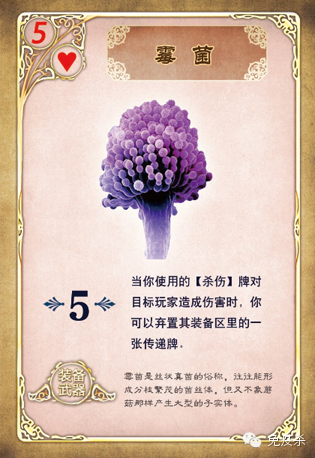 5
霉菌
5
当你使用的【杀伤】牌对
目标玩家造成伤害时,你
可以弃置其装备区里的一
张传递牌.
装备
武器
霉菌是丝状真菌的俗称，往往能形
成分枝繁茂的菌丝体，但又不象蘑
菇那样产生大型的子实体。
免疫杀